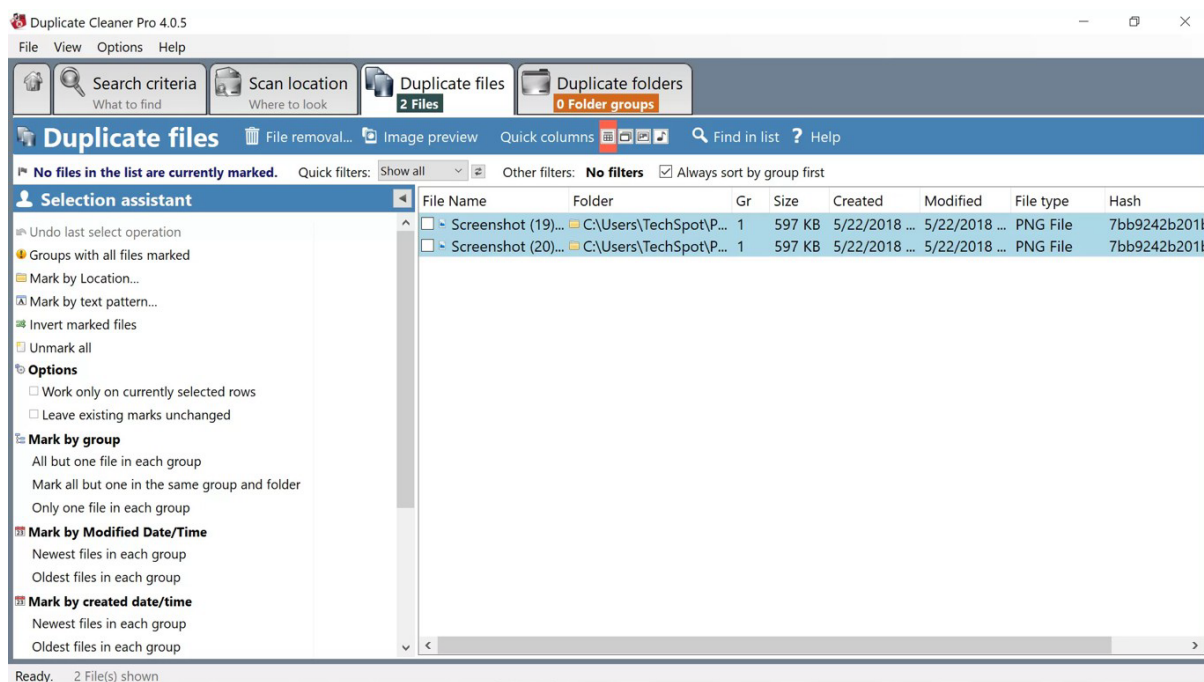 Duplicate Cleaner Pro 4.0.5
File View Options Help
Search criteria
What to find
Scan location
Where to look
Duplicate files
2 Files
Duplicate folders
0 Folder groups
Duplicate files File removal... Image preview Quick columns Find in list ? Help
No files in the list are currently marked. Quick filters: Show all Other filters: No filters Always sort by group first
Selection assistant
Undo last select operation
Groups with all files marked
Mark by Location...
Mark by text pattern...
Invert marked files
Unmark all
Options
Work only on currently selected rows
Leave existing marks unchanged
Mark by group
All but one file in each group
Mark all but one in the same group and folder
Only one file in each group
Mark by Modified Date/Time
Newest files in each group
Oldest files in each group
Mark by created date/time
Newest files in each group
Oldest files in each group
File Name Folder Gr Size Created Modified File type Hash
Screenshot (19)... C:\Users\TechSpot\P... 1 597 KB 5/22/2018 ... 5/22/2018 ... PNG File 7bb9242b201b
Screenshot (20)... C:\Users\TechSpot\P... 1 597 KB 5/22/2018 ... 5/22/2018 ... PNG File 7bb9242b201b
Ready. 2 File(s) shown